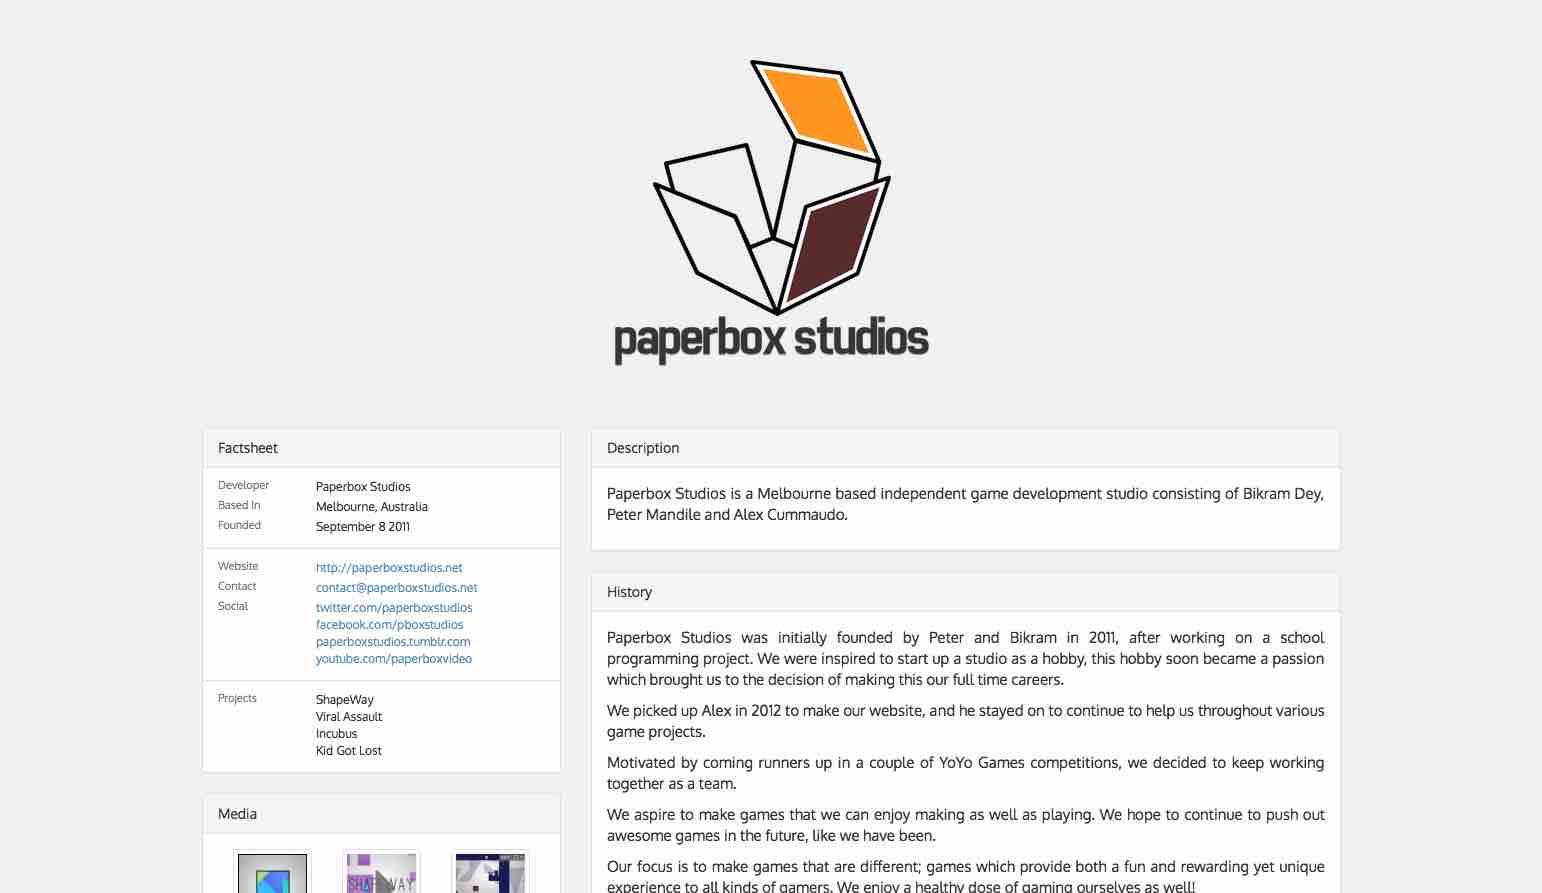 paperbox studios
Factsheet
Developer Paperbox Studios
Based In Melbourne, Australia
Founded September 8 2011
Website http://paperboxstudios.net
Contact contact@paperboxstudios.net
Social twitter.com/paperboxstudios
facebook.com/pboxstudios
paperboxstudios.tumblr.com
youtube.com/paperboxvideo
Projects ShapeWay
Viral Assault
Incubus
Kid Got Lost
Media
SHAPEWAY
Description
Paperbox Studios is a Melbourne based independent game development studio consisting of Bikram Dey,
Peter Mandile and Alex Cummaudo.
History
Paperbox Studios was initially founded by Peter and Bikram in 2011, after working on a school
programming project. We were inspired to start up a studio as a hobby, this hobby soon became a passion
which brought us to the decision of making this our full time careers.
We picked up Alex in 2012 to make our website, and he stayed on to continue to help us throughout various
game projects.
Motivated by coming runners up in a couple of YoYo Games competitions, we decided to keep working
together as a team.
We aspire to make games that we can enjoy making as well as playing. We hope to continue to push out
awesome games in the future, like we have been.
Our focus is to make games that are different; games which provide both a fun and rewarding yet unique
experience to all kinds of gamers. We enjoy a healthy dose of gaming ourselves as well!